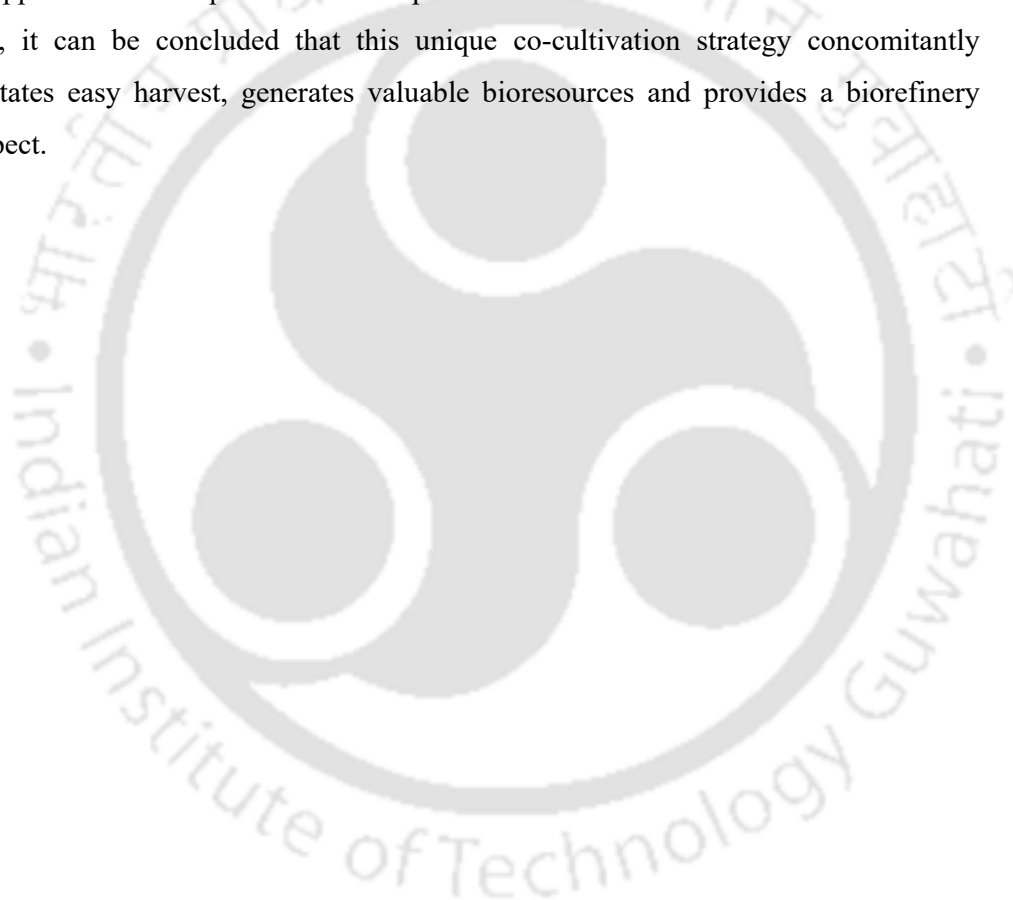 , it can be concluded that this unique co-cultivation strategy concomitantly
tates easy harvest, generates valuable bioresources and provides a biorefinery
pect.
• Indian Institute of Technology Guwahati •